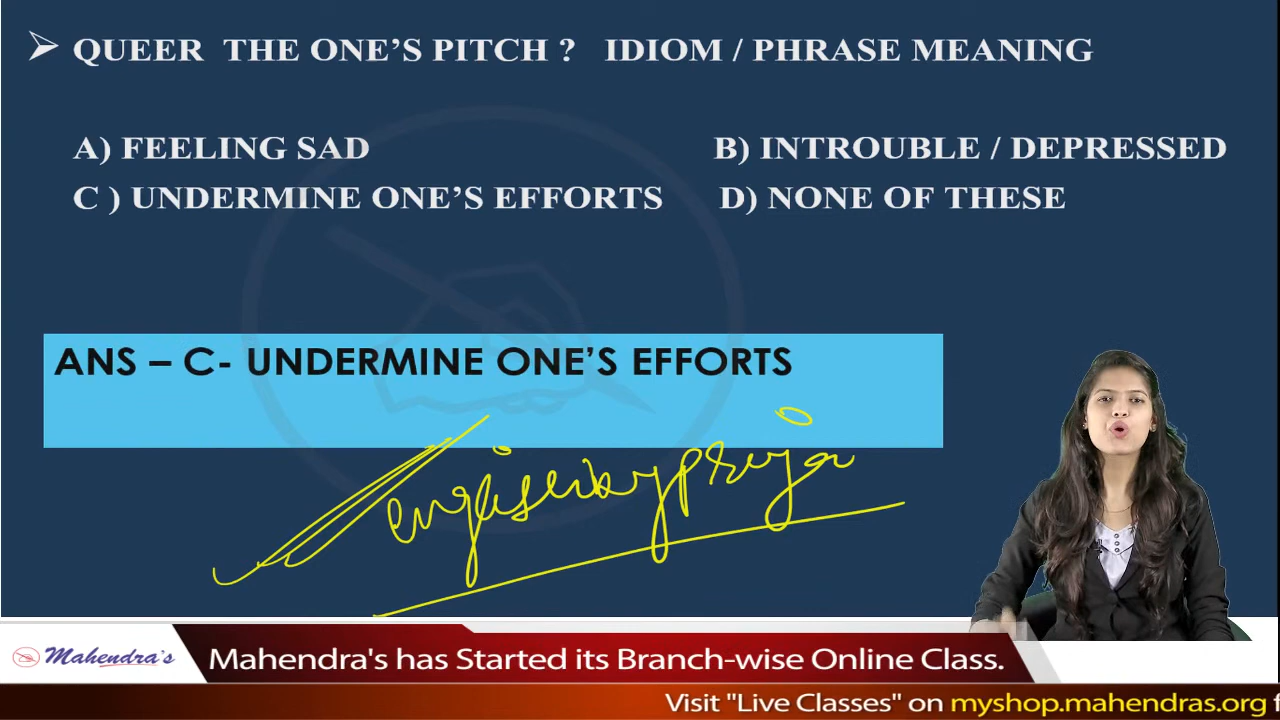 QUEER THE ONE'S PITCH ? IDIOM / PHRASE MEANING
A) FEELING SAD
B) INTROUBLE / DEPRESSED
C ) UNDERMINE ONE'S EFFORTS
D) NONE OF THESE
ANS – C- UNDERMINE ONE'S EFFORTS
Mahendra's
Mahendra's has Started its Branch-wise Online Class.
Visit "Live Classes" on myshop.mahendras.org f